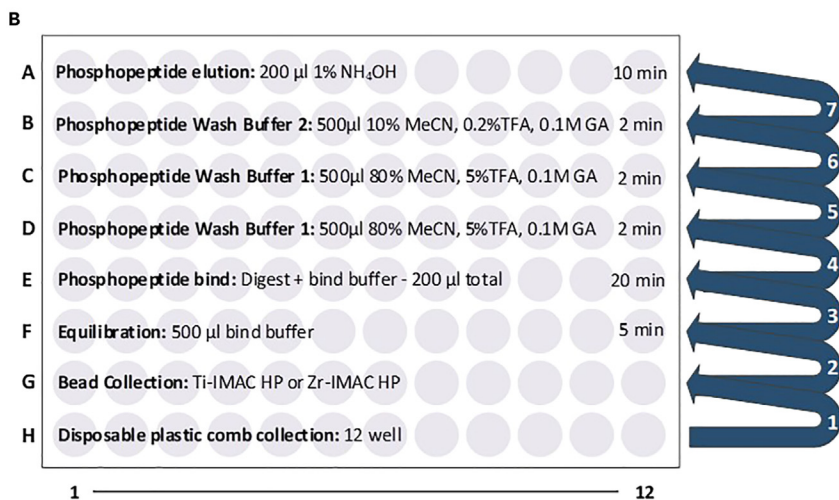 B
A Phosphopeptide elution: 200 µl 1% NH₄OH 10 min
7
B Phosphopeptide Wash Buffer 2: 500µl 10% MeCN, 0.2%TFA, 0.1M GA 2 min
6
C Phosphopeptide Wash Buffer 1: 500µl 80% MeCN, 5%TFA, 0.1M GA 2 min
5
D Phosphopeptide Wash Buffer 1: 500µl 80% MeCN, 5%TFA, 0.1M GA 2 min
4
E Phosphopeptide bind: Digest + bind buffer - 200 µl total 20 min
3
F Equilibration: 500 µl bind buffer 5 min
2
G Bead Collection: Ti-IMAC HP or Zr-IMAC HP
1
H Disposable plastic comb collection: 12 well
1 12